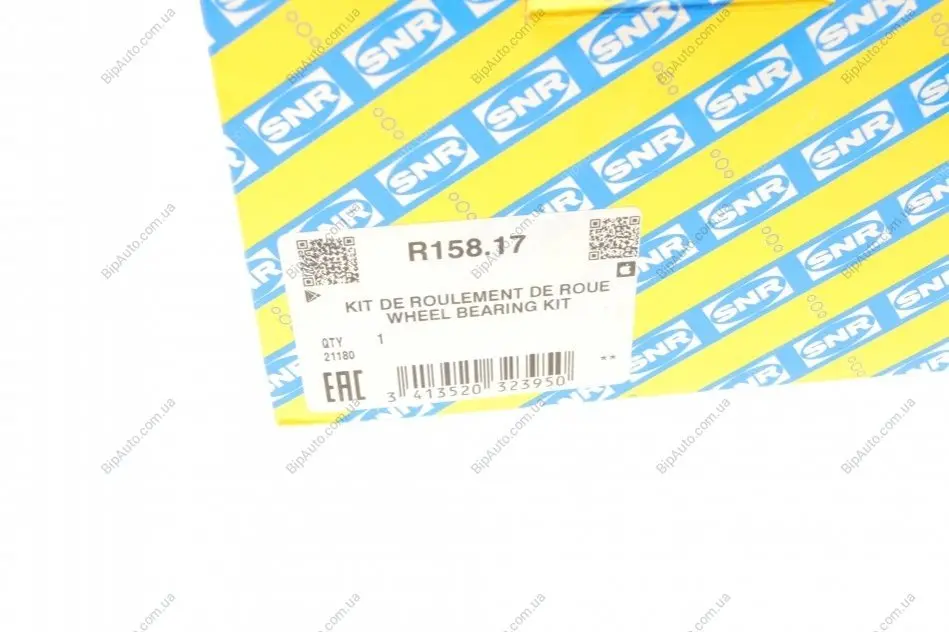 SNR
R158.17
KIT DE ROULEMENT DE ROUE
WHEEL BEARING KIT
QTY 1
21180
**
EAC
3 413520 323950
BipAuto.com.ua